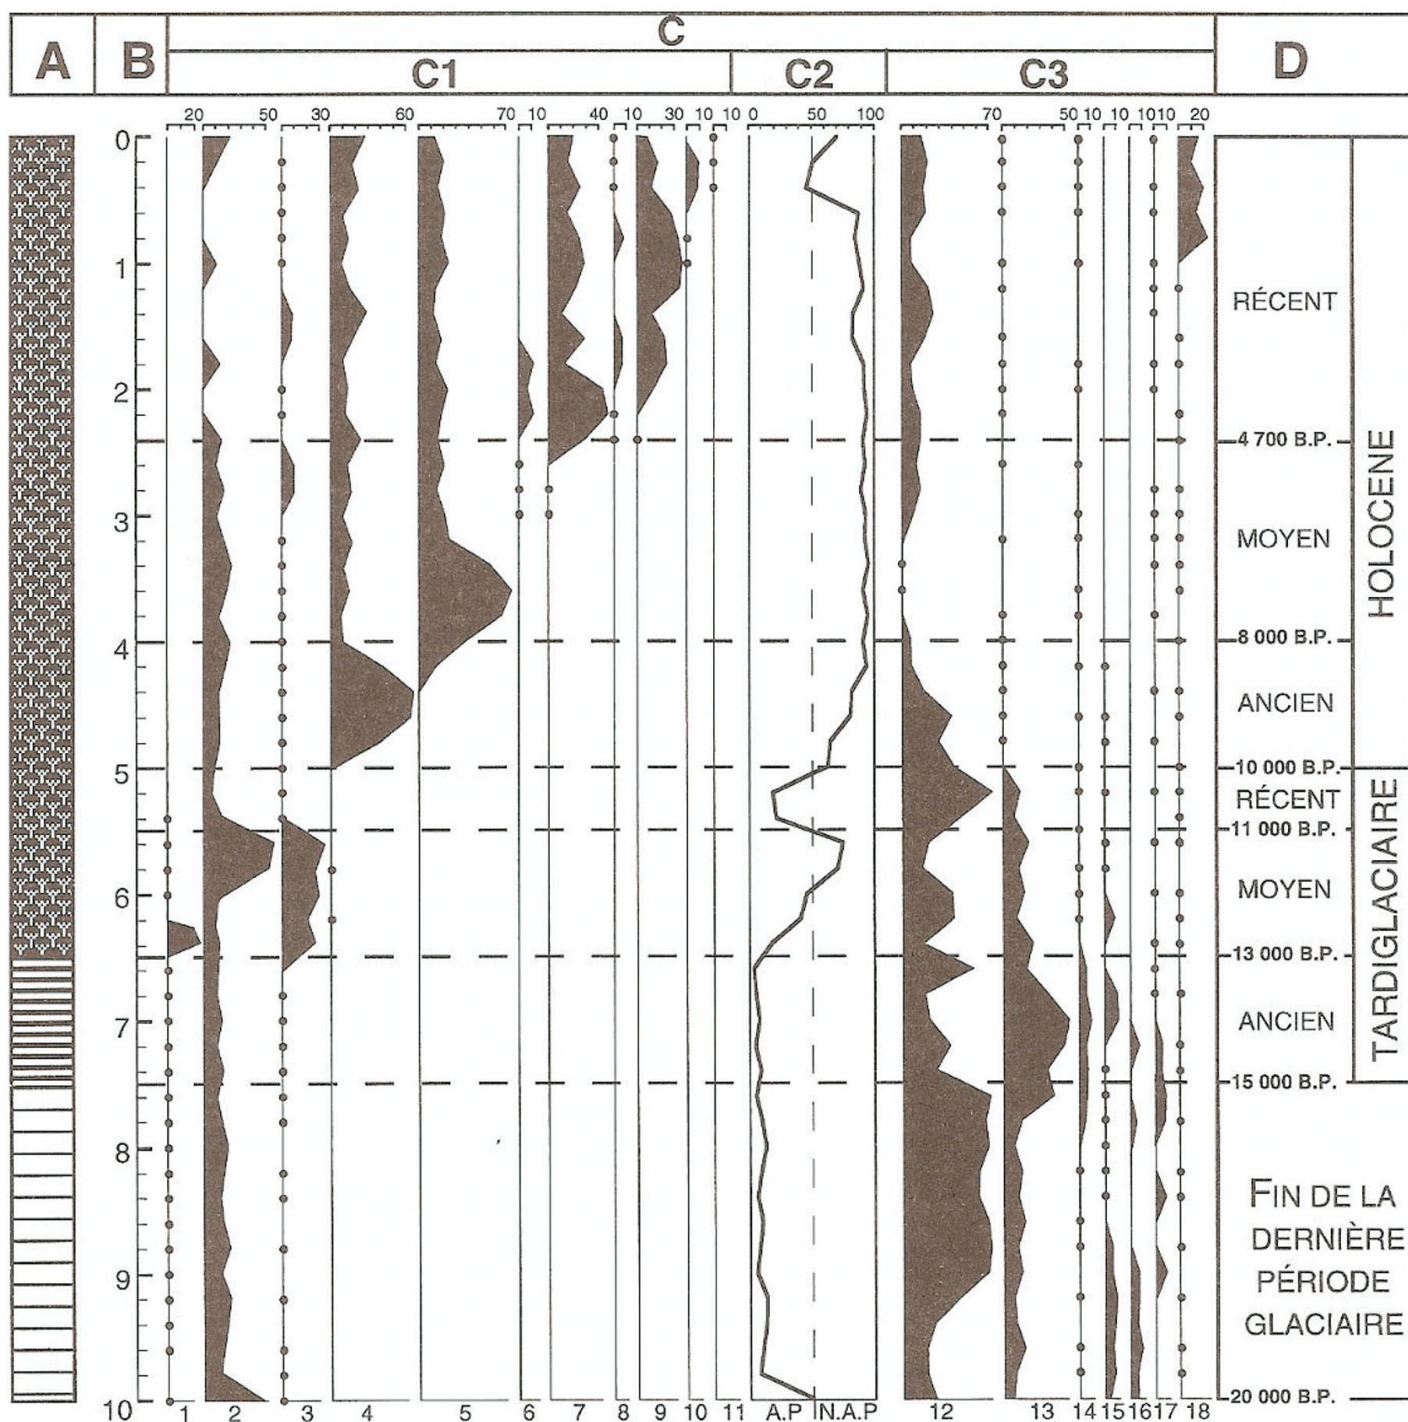 A B C D
C1 C2 C3
20 50 30 60 70 10 40 10 30 10 10 0 50 100 70 50 10 10 10 10 20
0
1
RÉCENT
2
4 700 B.P.
3
MOYEN
HOLOCENE
4
8 000 B.P.
ANCIEN
5
10 000 B.P.
RÉCENT
11 000 B.P.
6
MOYEN
13 000 B.P.
TARDIGLACIAIRE
7
ANCIEN
15 000 B.P.
8
FIN DE LA
DERNIÈRE
9
PÉRIODE
GLACIAIRE
10
20 000 B.P.
1 2 3 4 5 6 7 8 9 10 11 A.P N.A.P 12 13 14 15 16 17 18